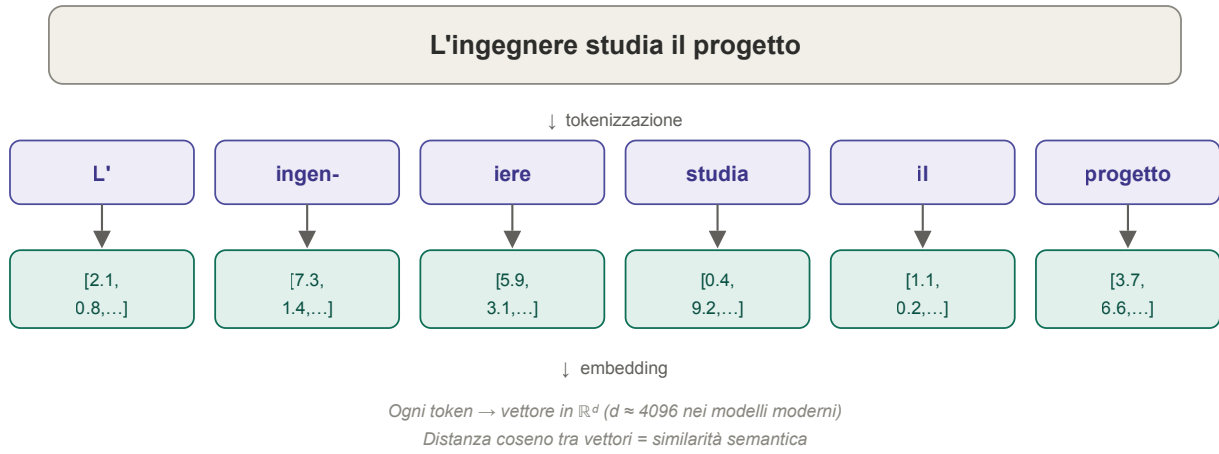 L'ingegnere studia il progetto
↓ tokenizzazione
L' ingen- iere studia il progetto
[2.1, [7.3, [5.9, [0.4, [1.1, [3.7,
0.8,…] 1.4,…] 3.1,…] 9.2,…] 0.2,…] 6.6,…]
↓ embedding
Ogni token → vettore in ℝᵈ (d ≈ 4096 nei modelli moderni)
Distanza coseno tra vettori = similarità semantica